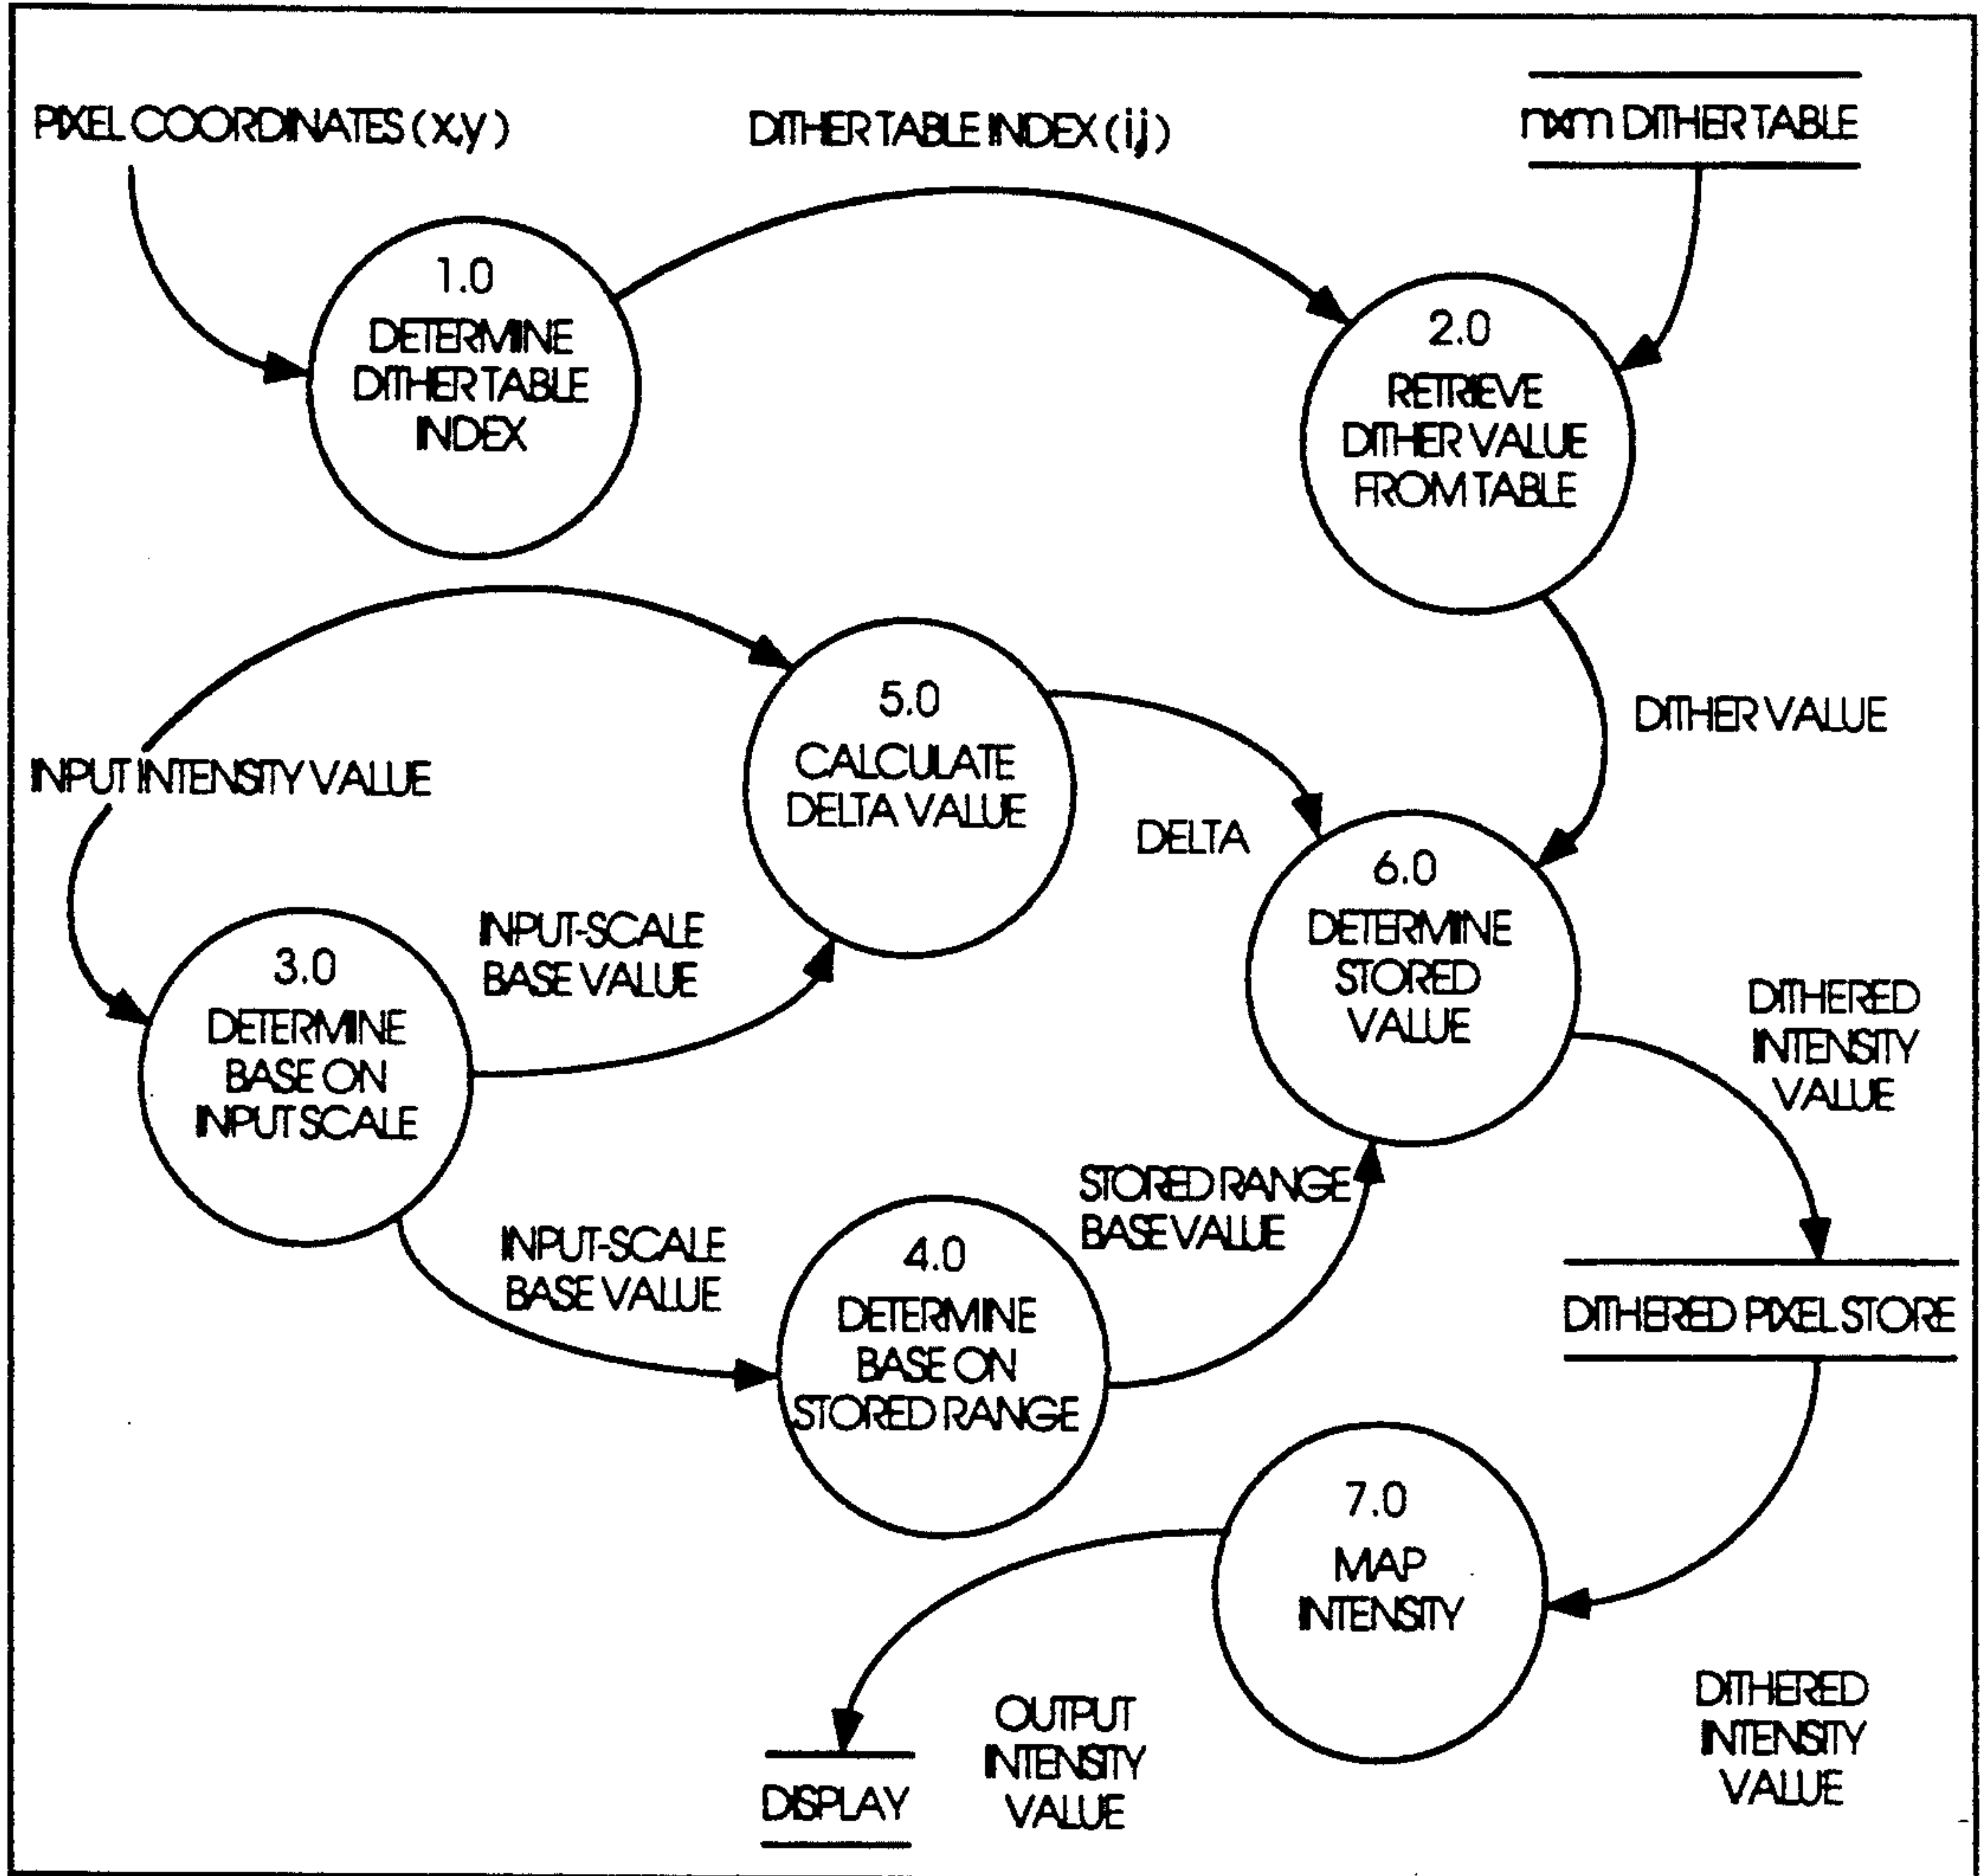 PIXEL COORDINATES (x,y)
DITHER TABLE INDEX (i,j)
nxm DITHER TABLE
1.0
DETERMINE
DITHER TABLE
INDEX
2.0
RETRIEVE
DITHER VALUE
FROM TABLE
INPUT INTENSITY VALUE
5.0
CALCULATE
DELTA VALUE
DITHER VALUE
DELTA
3.0
DETERMINE
BASE ON
INPUT SCALE
INPUT-SCALE
BASE VALUE
6.0
DETERMINE
STORED
VALUE
DITHERED
INTENSITY
VALUE
INPUT-SCALE
BASE VALUE
4.0
DETERMINE
BASE ON
STORED RANGE
STORED RANGE
BASE VALUE
DITHERED PIXEL STORE
7.0
MAP
INTENSITY
DITHERED
INTENSITY
VALUE
OUTPUT
INTENSITY
VALUE
DISPLAY